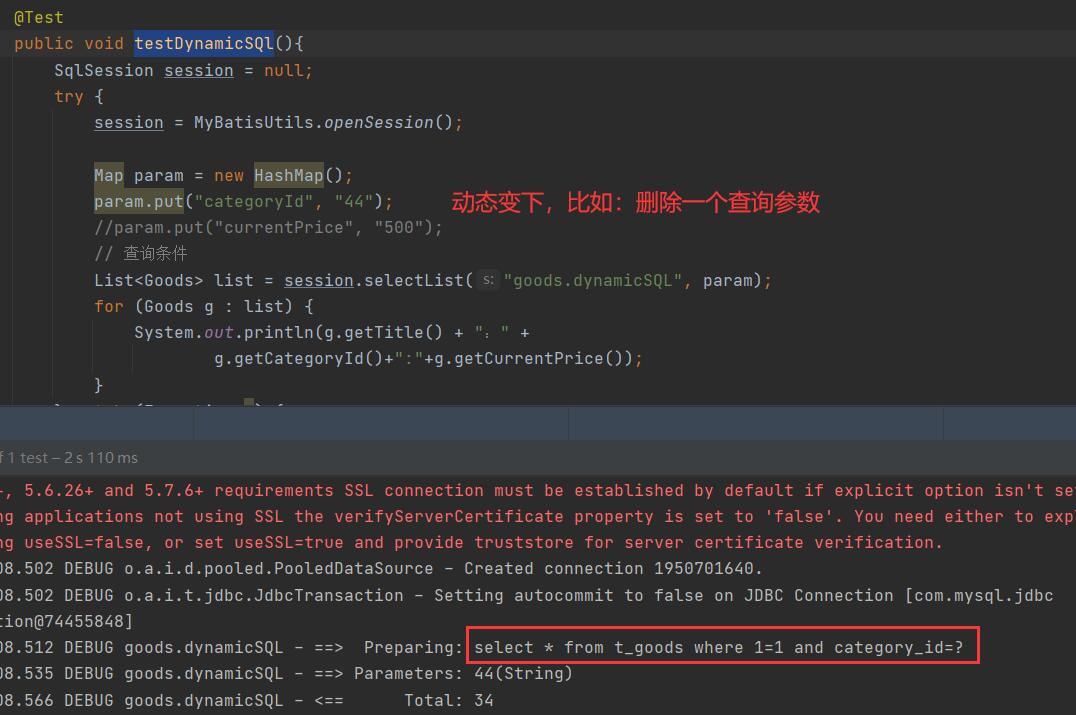 @Test
public void testDynamicSQl(){
SqlSession session = null;
try {
session = MyBatisUtils.openSession();
Map param = new HashMap();
param.put("categoryId", "44"); 动态变下，比如：删除一个查询参数
//param.put("currentPrice", "500");
// 查询条件
List<Goods> list = session.selectList( s: "goods.dynamicSQL", param);
for (Goods g : list) {
System.out.println(g.getTitle() + "：" +
g.getCategoryId()+":"+g.getCurrentPrice());
}
1 test – 2 s 110 ms
, 5.6.26+ and 5.7.6+ requirements SSL connection must be established by default if explicit option isn't se
ng applications not using SSL the verifyServerCertificate property is set to 'false'. You need either to exp
ng useSSL=false, or set useSSL=true and provide truststore for server certificate verification.
08.502 DEBUG o.a.i.d.pooled.PooledDataSource – Created connection 1950701640.
08.502 DEBUG o.a.i.t.jdbc.JdbcTransaction – Setting autocommit to false on JDBC Connection [com.mysql.jdbc
tion@74455848]
08.512 DEBUG goods.dynamicSQL – ==>  Preparing: select * from t_goods where 1=1 and category_id=?
08.535 DEBUG goods.dynamicSQL – ==> Parameters: 44(String)
08.566 DEBUG goods.dynamicSQL – <==      Total: 34